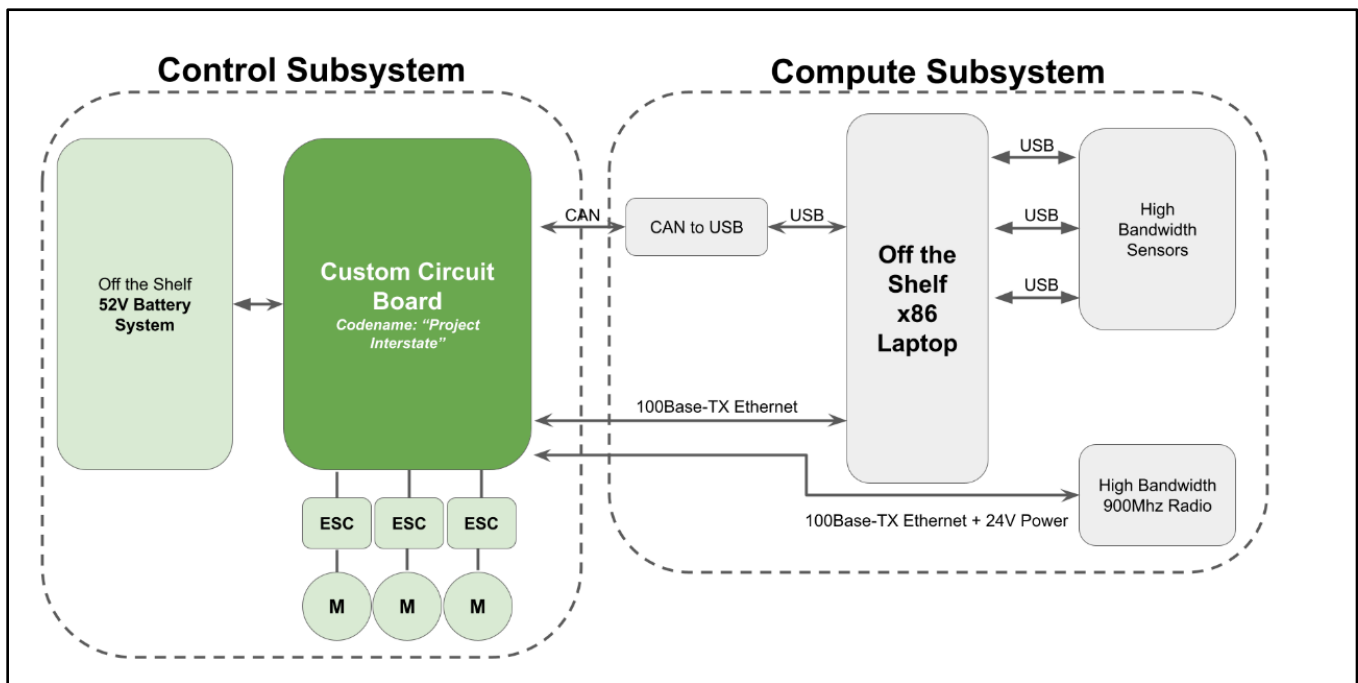 Control Subsystem
Compute Subsystem
Off the Shelf
52V Battery
System
Custom Circuit
Board
Codename: “Project
Interstate”
ESC
ESC
ESC
M
M
M
CAN
CAN to USB
USB
Off the
Shelf
x86
Laptop
USB
USB
USB
High
Bandwidth
Sensors
100Base-TX Ethernet
100Base-TX Ethernet + 24V Power
High Bandwidth
900Mhz Radio